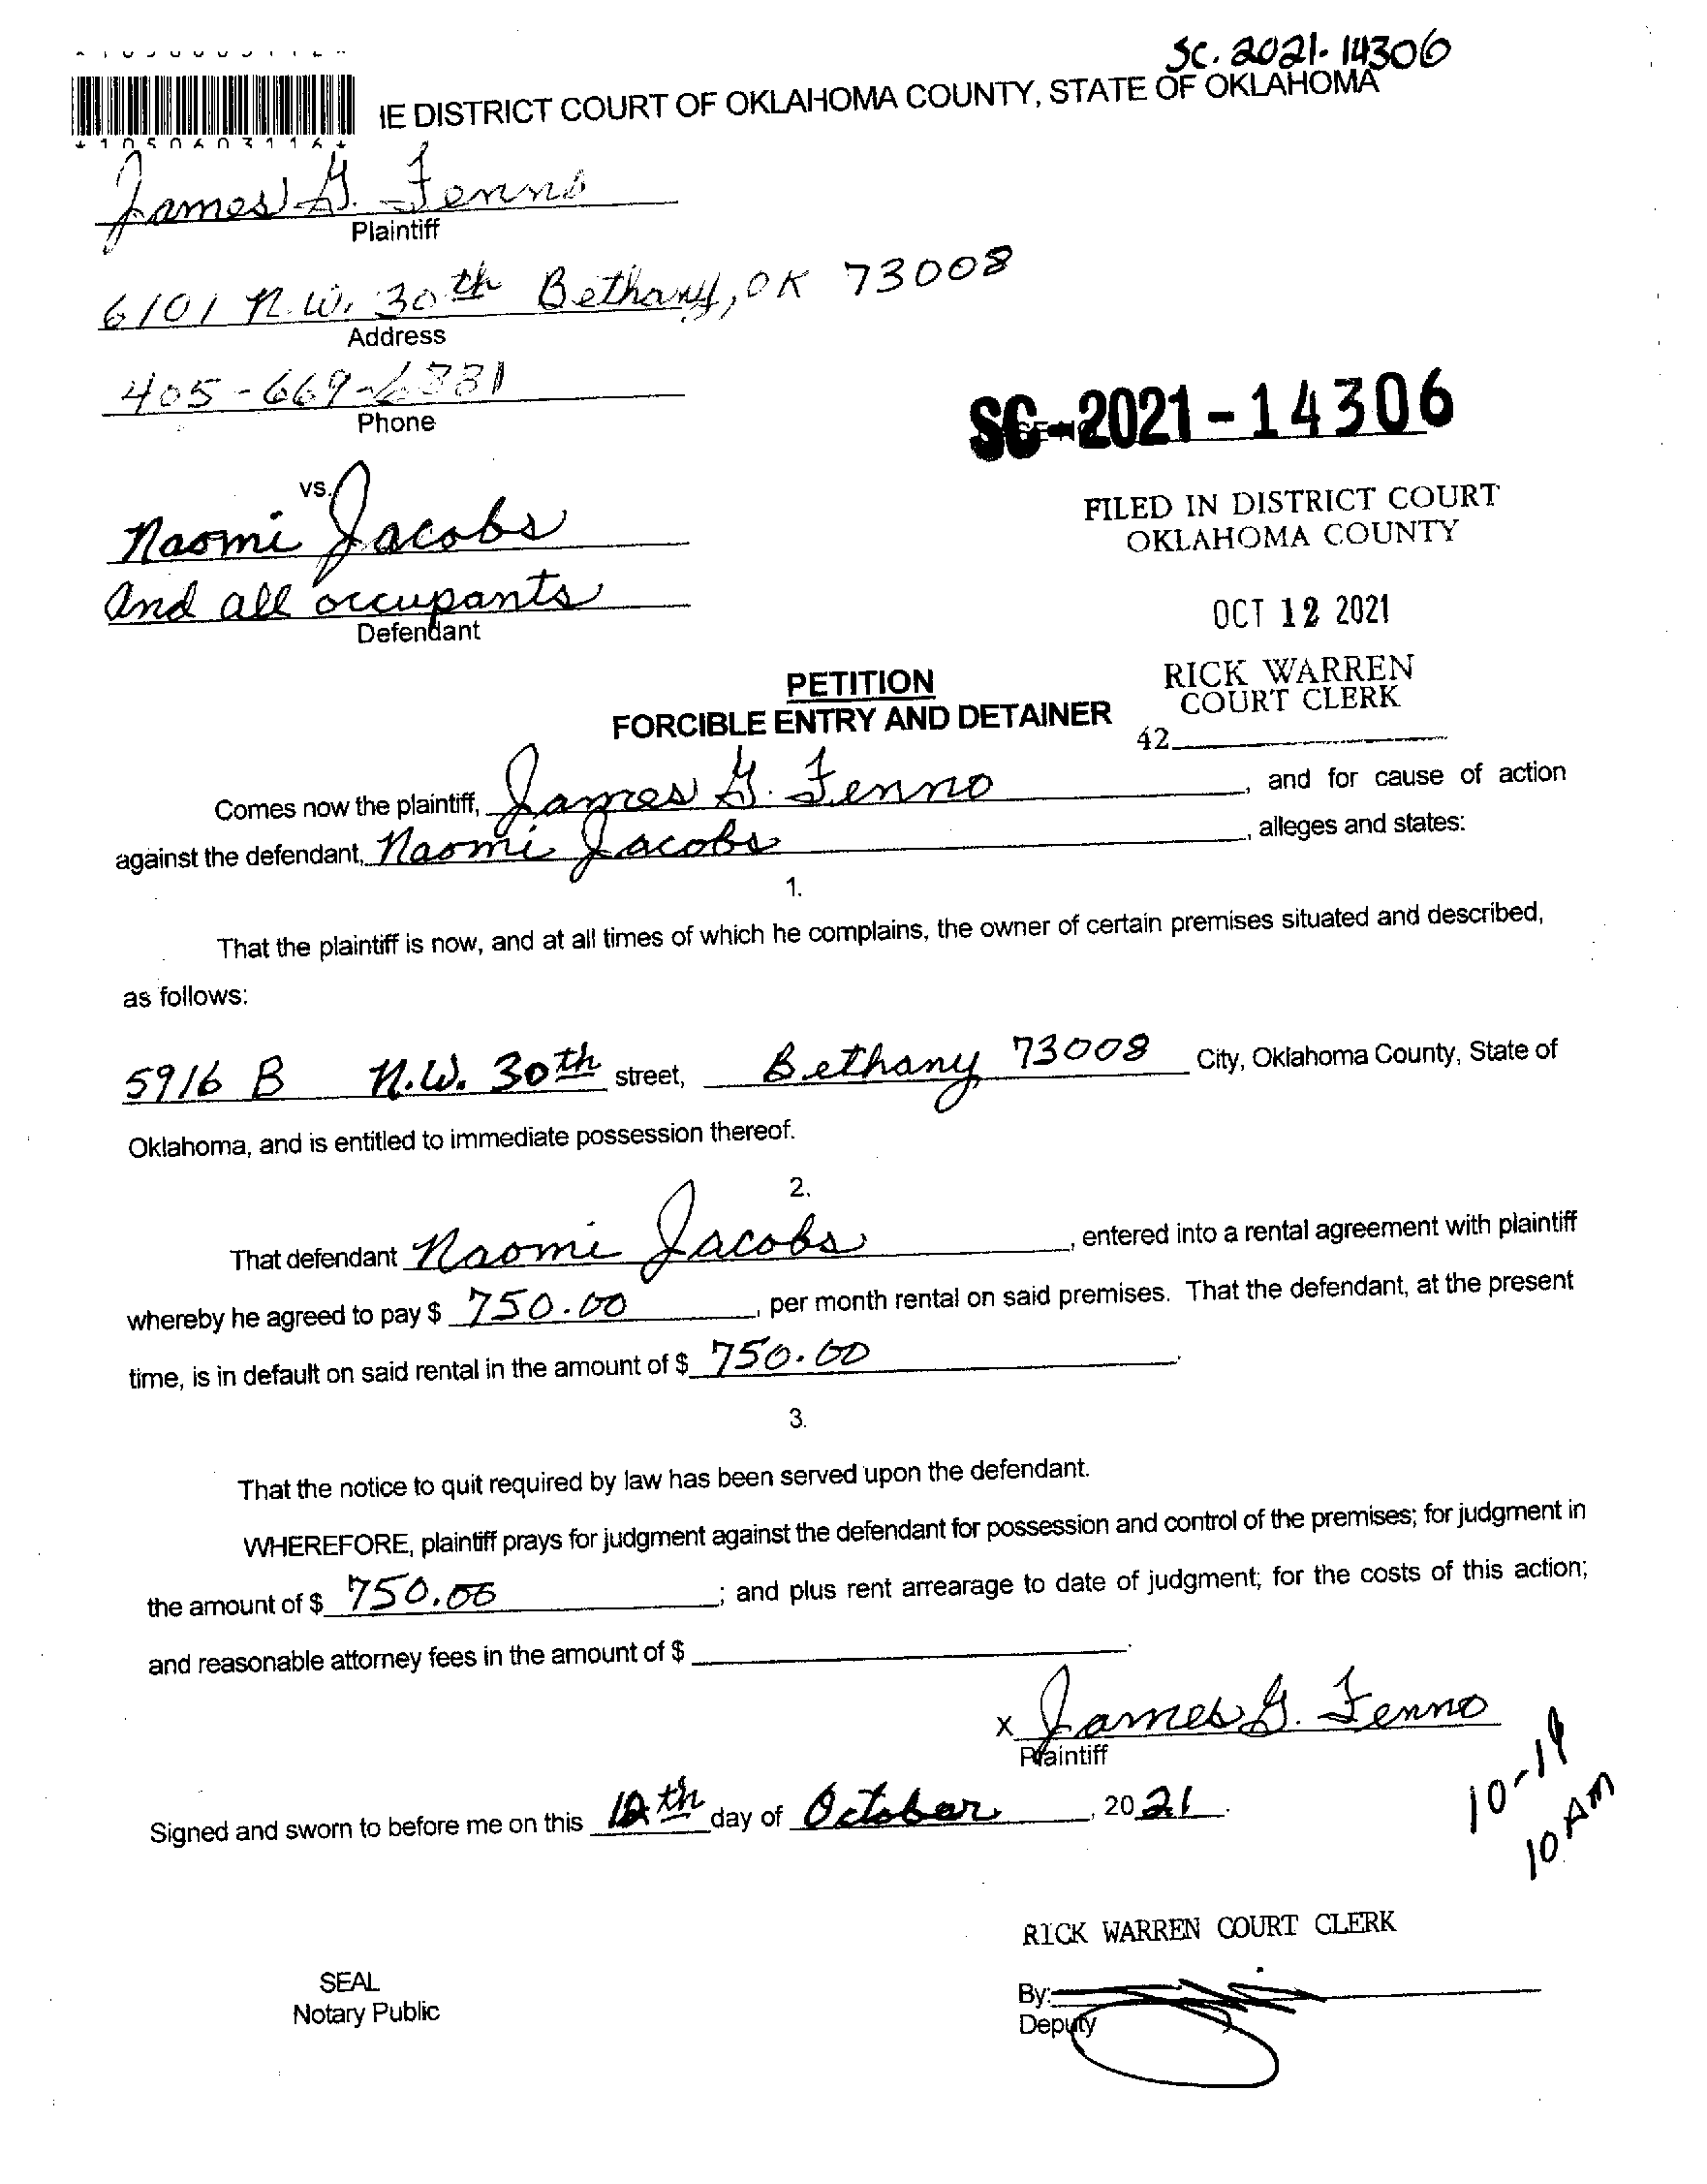 SC. 2021-14306
IE DISTRICT COURT OF OKLAHOMA COUNTY, STATE OF OKLAHOMA
*1050603116*
James G. Fenno
Plaintiff
6101 N.W. 30th Bethany, OK 73008
Address
405-669-
Phone
SC-2021-14306
vs.
Naomi Jacobs
And all occupants
Defendant
FILED IN DISTRICT COURT
OKLAHOMA COUNTY
OCT 12 2021
RICK WARREN
COURT CLERK
42
PETITION
FORCIBLE ENTRY AND DETAINER
Comes now the plaintiff, James G. Fenno, and for cause of action
against the defendant, Naomi Jacobs, alleges and states:
1.
That the plaintiff is now, and at all times of which he complains, the owner of certain premises situated and described,
as follows:
5916 B N.W. 30th street, Bethany 73008 City, Oklahoma County, State of
Oklahoma, and is entitled to immediate possession thereof.
2.
That defendant Naomi Jacobs, entered into a rental agreement with plaintiff
whereby he agreed to pay $ 750.00, per month rental on said premises. That the defendant, at the present
time, is in default on said rental in the amount of $ 750.00.
3.
That the notice to quit required by law has been served upon the defendant.
WHEREFORE, plaintiff prays for judgment against the defendant for possession and control of the premises; for judgment in
the amount of $ 750.00; and plus rent arrearage to date of judgment; for the costs of this action;
and reasonable attorney fees in the amount of $
x James G. Fenno
Plaintiff
Signed and sworn to before me on this 12th day of October, 2021.
10-19
10 AM
RICK WARREN COURT CLERK
SEAL
Notary Public
By:
Deputy